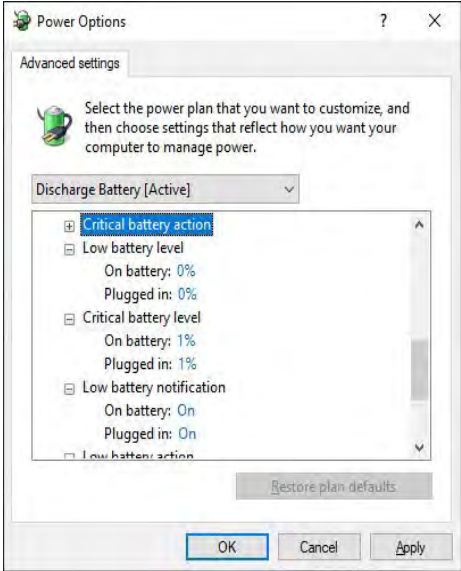 Power Options
Advanced settings
Select the power plan that you want to customize, and
then choose settings that reflect how you want your
computer to manage power.
Discharge Battery [Active]
Critical battery action
Low battery level
On battery: 0%
Plugged in: 0%
Critical battery level
On battery: 1%
Plugged in: 1%
Low battery notification
On battery: On
Plugged in: On
Low battery action
Restore plan defaults
OK
Cancel
Apply